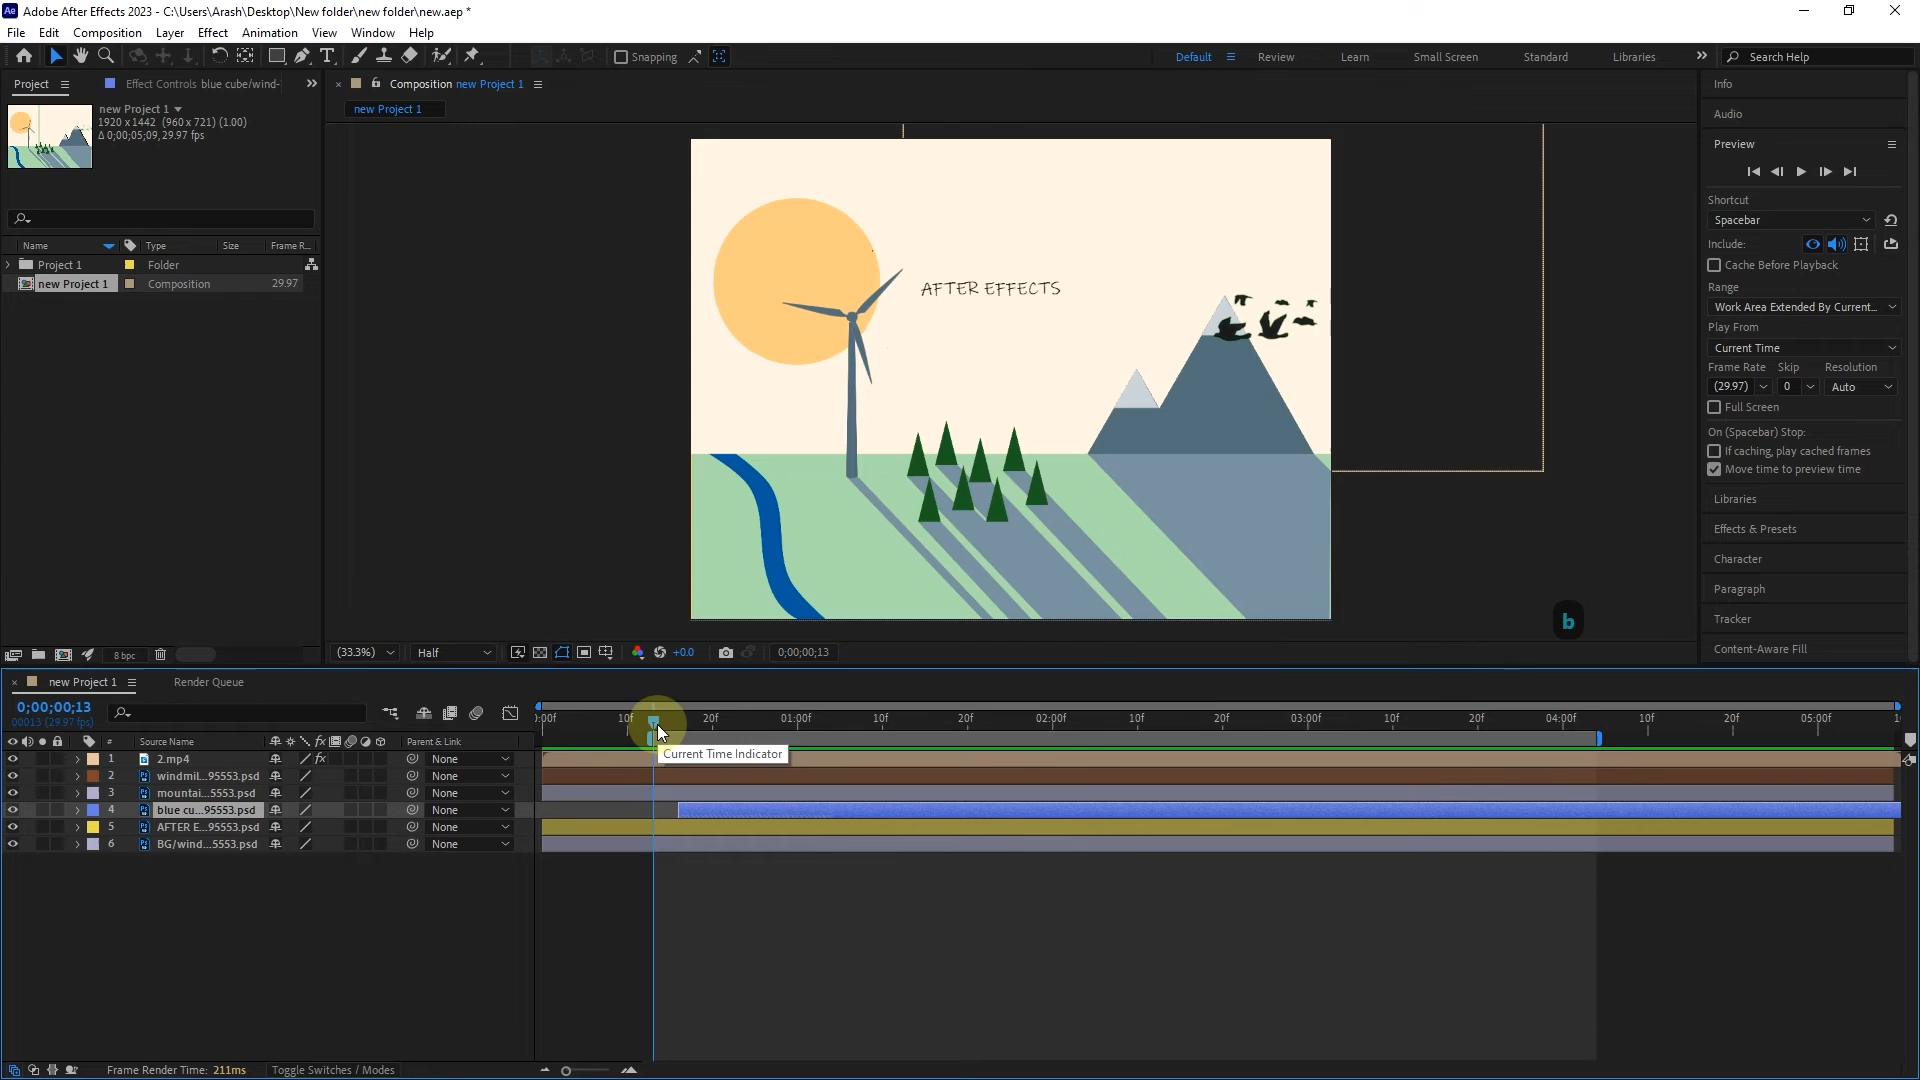 Ae Adobe After Effects 2023 - C:\Users\Arash\Desktop\New folder\new folder\new.aep *
File Edit Composition Layer Effect Animation View Window Help
Snapping Default Review Learn Small Screen Standard Libraries Search Help
Project Effect Controls blue cube/wind- Composition new Project 1 Info
new Project 1 new Project 1
1920 x 1442 (960 x 721) (1.00) Audio
Δ 0;00;05;09, 29.97 fps
Preview
Shortcut
Spacebar
Include:
Name Type Size Frame R...
Project 1 Folder
Cache Before Playback
new Project 1 Composition 29.97
Range
AFTER EFFECTS
Work Area Extended By Current...
Play From
Current Time
Frame Rate Skip Resolution
(29.97) 0 Auto
Full Screen
On (Spacebar) Stop:
If caching, play cached frames
Move time to preview time
Libraries
Effects & Presets
Character
Paragraph
Tracker
b
Content-Aware Fill
8 bpc (33.3%) Half +0.0 0;00;00;13
new Project 1 Render Queue
0;00;00;13
00013 (29.97 fps)
):00f 10f 20f 01:00f 10f 20f 02:00f 10f 20f 03:00f 10f 20f 04:00f 10f 20f 05:00f 1
# Source Name fx Parent & Link
Current Time Indicator
1 2.mp4 fx None
2 windmil...95553.psd None
3 mountai...5553.psd None
4 blue cu...95553.psd None
5 AFTER E...95553.psd None
6 BG/wind...5553.psd None
Frame Render Time: 211ms Toggle Switches / Modes